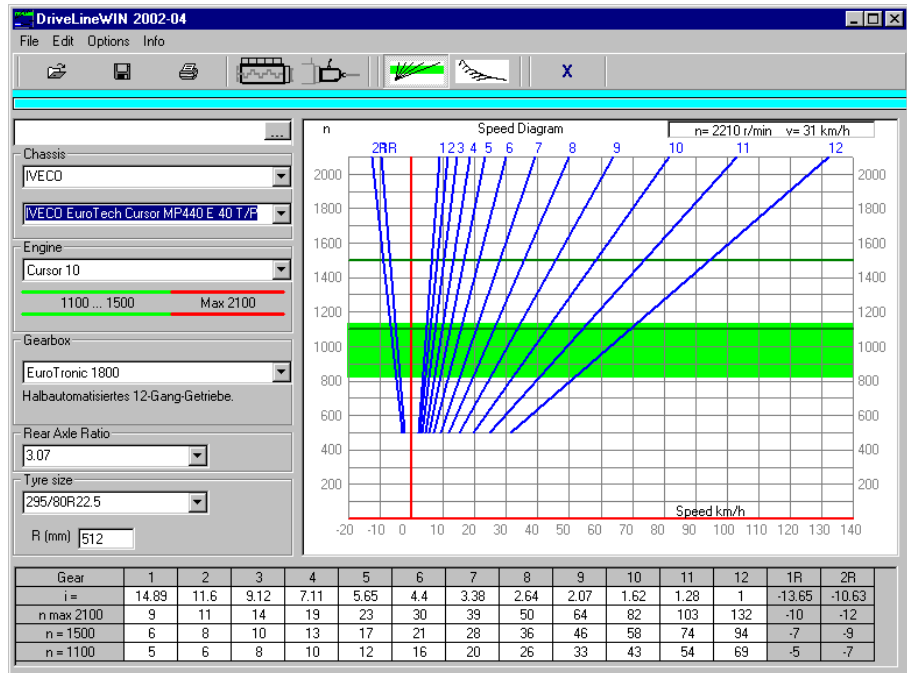 DriveLineWIN 2002-04
File Edit Options Info
X
...
Chassis
IVECO
IVECO EuroTech Cursor MP440 E 40 T/P
Engine
Cursor 10
1100 ... 1500 Max 2100
Gearbox
EuroTronic 1800
Halbautomatisiertes 12-Gang-Getriebe.
Rear Axle Ratio
3.07
Tyre size
295/80R22.5
R (mm) 512
n Speed Diagram n= 2210 r/min v= 31 km/h
2R 1R 1 2 3 4 5 6 7 8 9 10 11 12
2000 2000
1800 1800
1600 1600
1400 1400
1200 1200
1000 1000
800 800
600 600
400 400
200 200
Speed km/h
-20 -10 0 10 20 30 40 50 60 70 80 90 100 110 120 130 140
Gear 1 2 3 4 5 6 7 8 9 10 11 12 1R 2R
i = 14.89 11.6 9.12 7.11 5.65 4.4 3.38 2.64 2.07 1.62 1.28 1 -13.65 -10.63
n max 2100 9 11 14 19 23 30 39 50 64 82 103 132 -10 -12
n = 1500 6 8 10 13 17 21 28 36 46 58 74 94 -7 -9
n = 1100 5 6 8 10 12 16 20 26 33 43 54 69 -5 -7